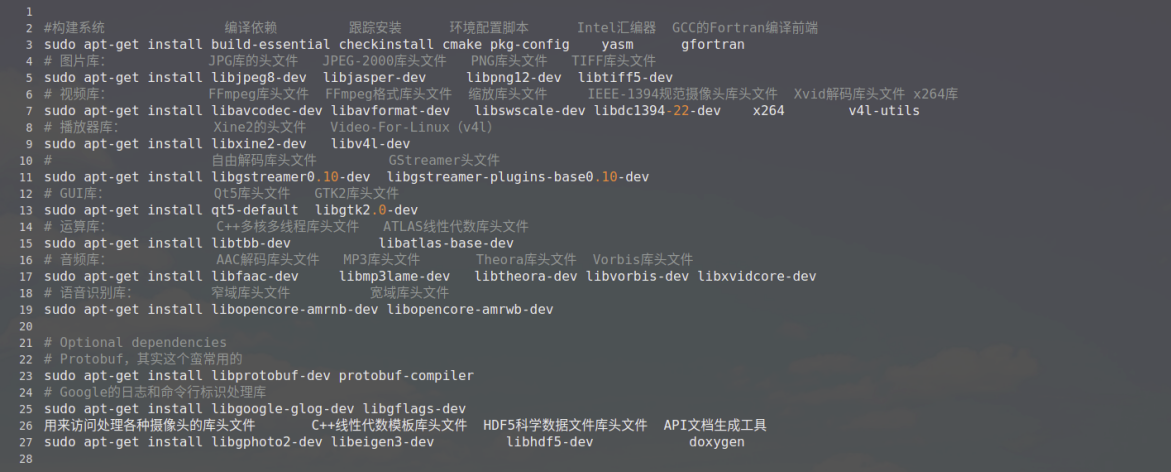 1
2 #构建系统 编译依赖 跟踪安装 环境配置脚本 Intel汇编器 GCC的Fortran编译前端
3 sudo apt-get install build-essential checkinstall cmake pkg-config yasm gfortran
4 # 图片库： JPG库的头文件 JPEG-2000库头文件 PNG库头文件 TIFF库头文件
5 sudo apt-get install libjpeg8-dev libjasper-dev libpng12-dev libtiff5-dev
6 # 视频库： FFmpeg库头文件 FFmpeg格式库头文件 缩放库头文件 IEEE-1394规范摄像头库头文件 Xvid解码库头文件 x264库
7 sudo apt-get install libavcodec-dev libavformat-dev libswscale-dev libdc1394-22-dev x264 v4l-utils
8 # 播放器库： Xine2的头文件 Video-For-Linux（v4l）
9 sudo apt-get install libxine2-dev libv4l-dev
10 # 自由解码库头文件 GStreamer头文件
11 sudo apt-get install libgstreamer0.10-dev libgstreamer-plugins-base0.10-dev
12 # GUI库： Qt5库头文件 GTK2库头文件
13 sudo apt-get install qt5-default libgtk2.0-dev
14 # 运算库： C++多核多线程库头文件 ATLAS线性代数库头文件
15 sudo apt-get install libtbb-dev libatlas-base-dev
16 # 音频库： AAC解码库头文件 MP3库头文件 Theora库头文件 Vorbis库头文件
17 sudo apt-get install libfaac-dev libmp3lame-dev libtheora-dev libvorbis-dev libxvidcore-dev
18 # 语音识别库： 窄域库头文件 宽域库头文件
19 sudo apt-get install libopencore-amrnb-dev libopencore-amrwb-dev
20
21 # Optional dependencies
22 # Protobuf，其实这个蛮常用的
23 sudo apt-get install libprotobuf-dev protobuf-compiler
24 # Google的日志和命令行标识处理库
25 sudo apt-get install libgoogle-glog-dev libgflags-dev
26 用来访问处理各种摄像头的库头文件 C++线性代数模板库头文件 HDF5科学数据文件库头文件 API文档生成工具
27 sudo apt-get install libgphoto2-dev libeigen3-dev libhdf5-dev doxygen
28